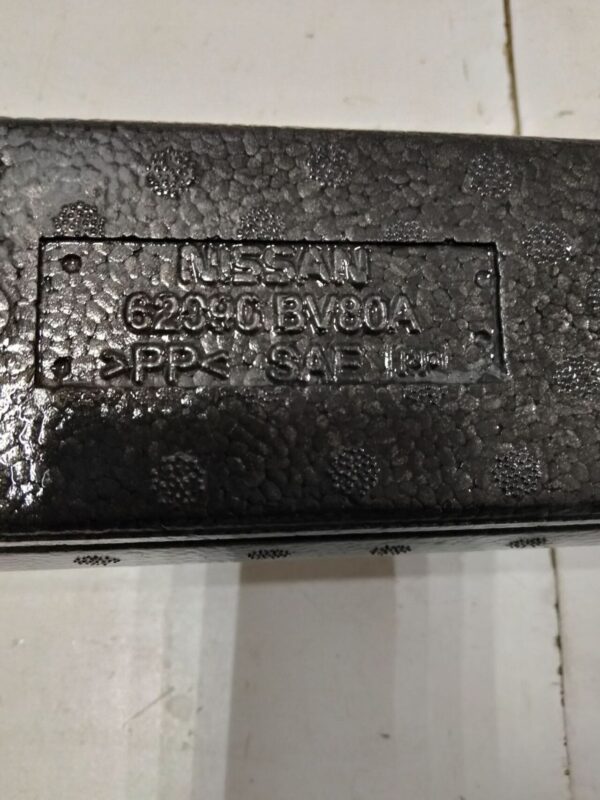 NISSAN
62090 BV80A
>PP< SAE